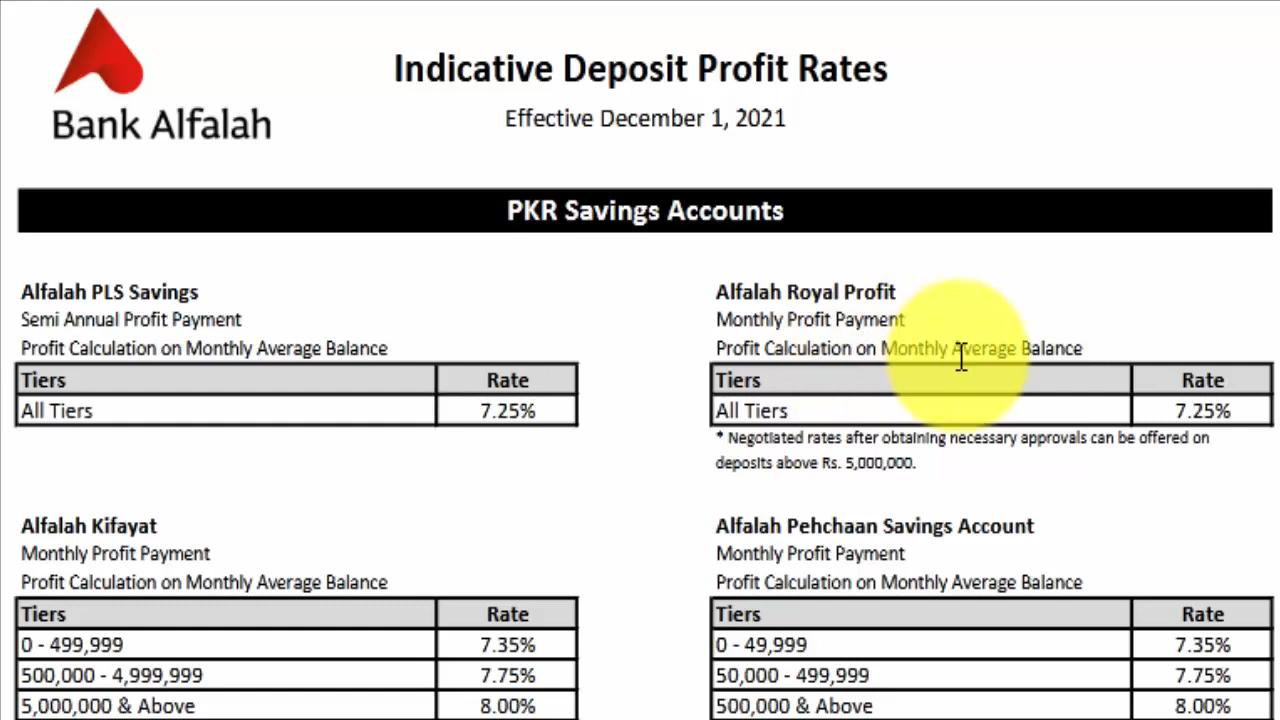 Bank Alfalah
Indicative Deposit Profit Rates
Effective December 1, 2021
PKR Savings Accounts
Alfalah PLS Savings
Semi Annual Profit Payment
Profit Calculation on Monthly Average Balance
Tiers Rate
All Tiers 7.25%
Alfalah Royal Profit
Monthly Profit Payment
Profit Calculation on Monthly Average Balance
Tiers Rate
All Tiers 7.25%
* Negotiated rates after obtaining necessary approvals can be offered on
deposits above Rs. 5,000,000.
Alfalah Kifayat
Monthly Profit Payment
Profit Calculation on Monthly Average Balance
Tiers Rate
0 - 499,999 7.35%
500,000 - 4,999,999 7.75%
5,000,000 & Above 8.00%
Alfalah Pehchaan Savings Account
Monthly Profit Payment
Profit Calculation on Monthly Average Balance
Tiers Rate
0 - 49,999 7.35%
50,000 - 499,999 7.75%
500,000 & Above 8.00%